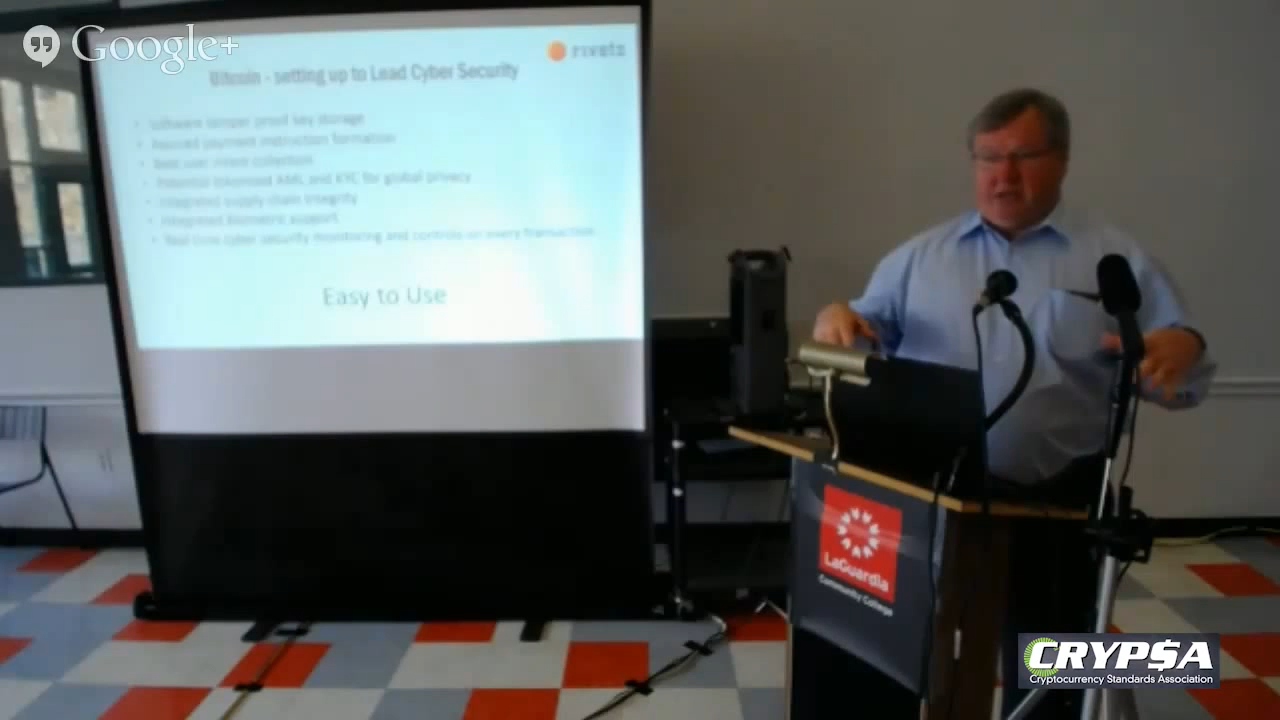 Google+
rivetz
Bitcoin - setting up to Lead Cyber Security
Software tamper proof key storage
Assured payment instruction formation
Best user intent collection
Potential tokenized AML and KYC for global privacy
Integrated supply chain integrity
Integrated Biometric support
Real time cyber security monitoring and controls on every transaction
Easy to Use
LaGuardia
Community College
CRYP$A
Cryptocurrency Standards Association